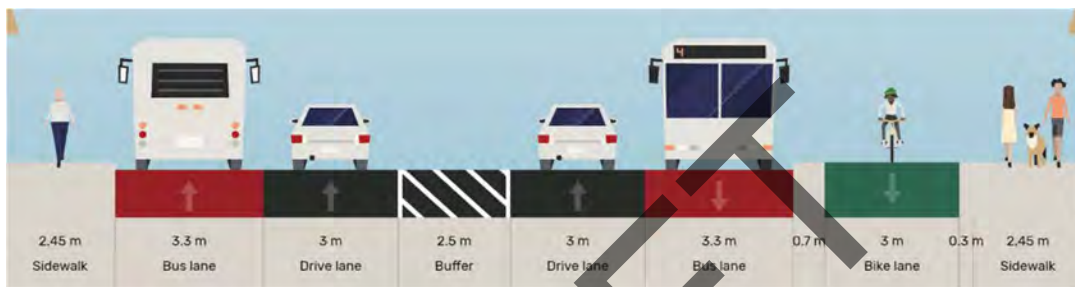 4
2.45 m
Sidewalk
3.3 m
Bus lane
3 m
Drive lane
2.5 m
Buffer
3 m
Drive lane
3.3 m
Bus lane
0.7 m
3 m
Bike lane
0.3 m
2.45 m
Sidewalk